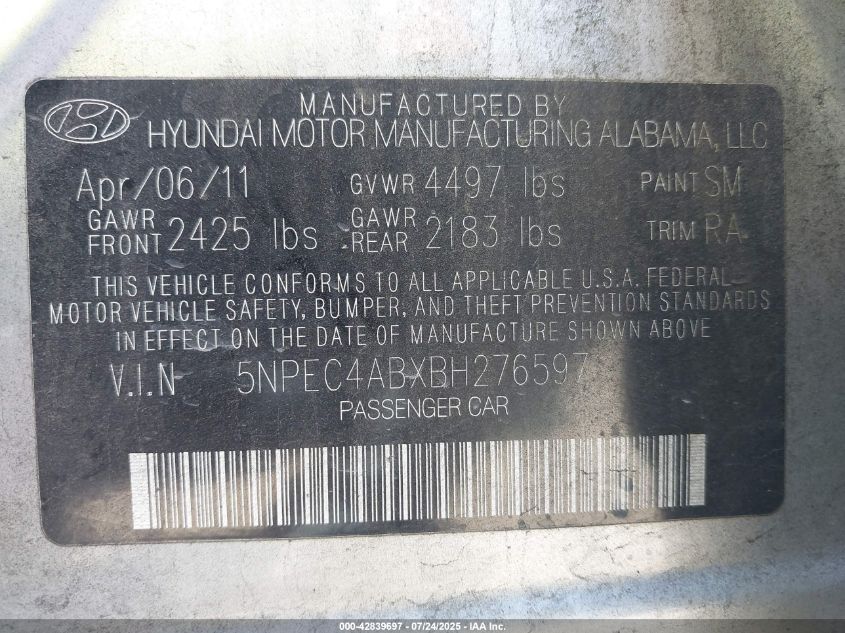 MANUFACTURED BY
HYUNDAI MOTOR MANUFACTURING ALABAMA, LLC
Apr/06/11 GVWR 4497 lbs PAINT SM
GAWR FRONT 2425 lbs GAWR REAR 2183 lbs TRIM RA
THIS VEHICLE CONFORMS TO ALL APPLICABLE U.S.A. FEDERAL
MOTOR VEHICLE SAFETY, BUMPER, AND THEFT PREVENTION STANDARDS
IN EFFECT ON THE DATE OF MANUFACTURE SHOWN ABOVE
V.I.N 5NPEC4ABXBH276597
PASSENGER CAR
000-42839697 - 07/24/2025 - IAA Inc.